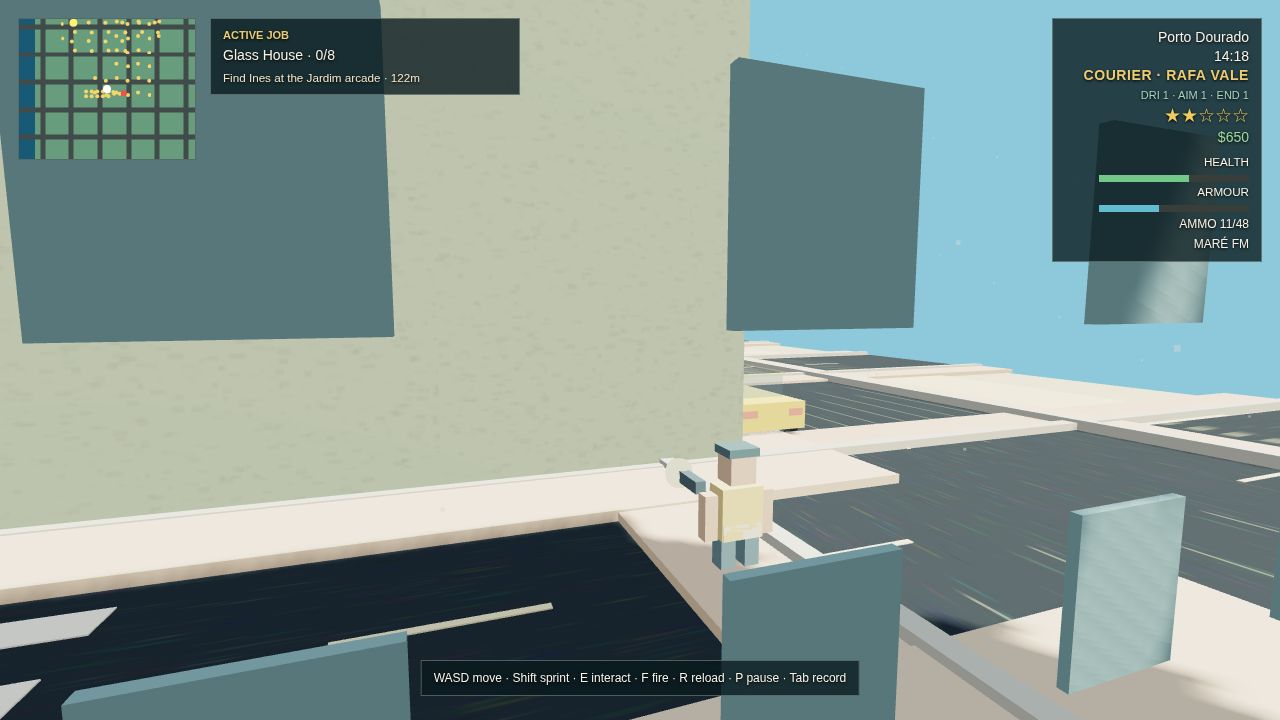 ACTIVE JOB
Glass House · 0/8
Find Ines at the Jardim arcade · 122m
Porto Dourado
14:18
COURIER · RAFA VALE
DRI 1 · AIM 1 · END 1
★★☆☆☆
$650
HEALTH
ARMOUR
AMMO 11/48
MARÉ FM
WASD move · Shift sprint · E interact · F fire · R reload · P pause · Tab record